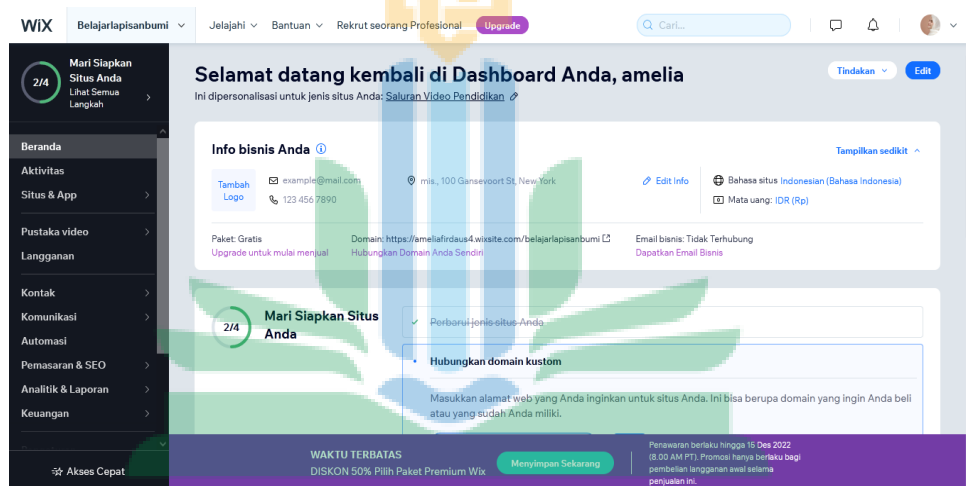 WiX Belajarlapisanbumi Jelajahi Bantuan Rekrut seorang Profesional Upgrade Cari...
2/4
Mari Siapkan
Situs Anda
Lihat Semua
Langkah
Beranda
Aktivitas
Situs & App
Pustaka video
Langganan
Kontak
Komunikasi
Automasi
Pemasaran & SEO
Analitik & Laporan
Keuangan
Akses Cepat
Selamat datang kembali di Dashboard Anda, amelia
Tindakan Edit
Ini dipersonalisasi untuk jenis situs Anda: Saluran Video Pendidikan
Info bisnis Anda
Tampilkan sedikit
Tambah
Logo
example@mail.com
123 456 7890
mis., 100 Gansevoort St, New York
Edit Info
Bahasa situs Indonesian (Bahasa Indonesia)
Mata uang: IDR (Rp)
Paket: Gratis
Upgrade untuk mulai menjual
Domain: https://ameliafirdaus4.wixsite.com/belajarlapisanbumi
Hubungkan Domain Anda Sendiri
Email bisnis: Tidak Terhubung
Dapatkan Email Bisnis
2/4
Mari Siapkan Situs
Anda
Perbarui jenis situs Anda
Hubungkan domain kustom
Masukkan alamat web yang Anda inginkan untuk situs Anda. Ini bisa berupa domain yang ingin Anda beli
atau yang sudah Anda miliki.
WAKTU TERBATAS
DISKON 50% Pilih Paket Premium Wix
Menyimpan Sekarang
Penawaran berlaku hingga 15 Des 2022
(8.00 AM PT). Promosi hanya berlaku bagi
pembelian langganan awal selama
penjualan ini.